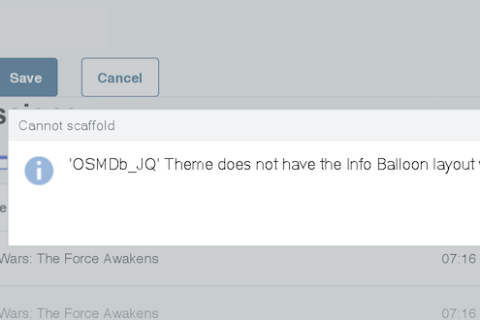 Save Cancel
Cannot scaffold
'OSMDb_JQ' Theme does not have the Info Balloon layout
Wars: The Force Awakens 07:16
Wars: The Force Awakens 07:16